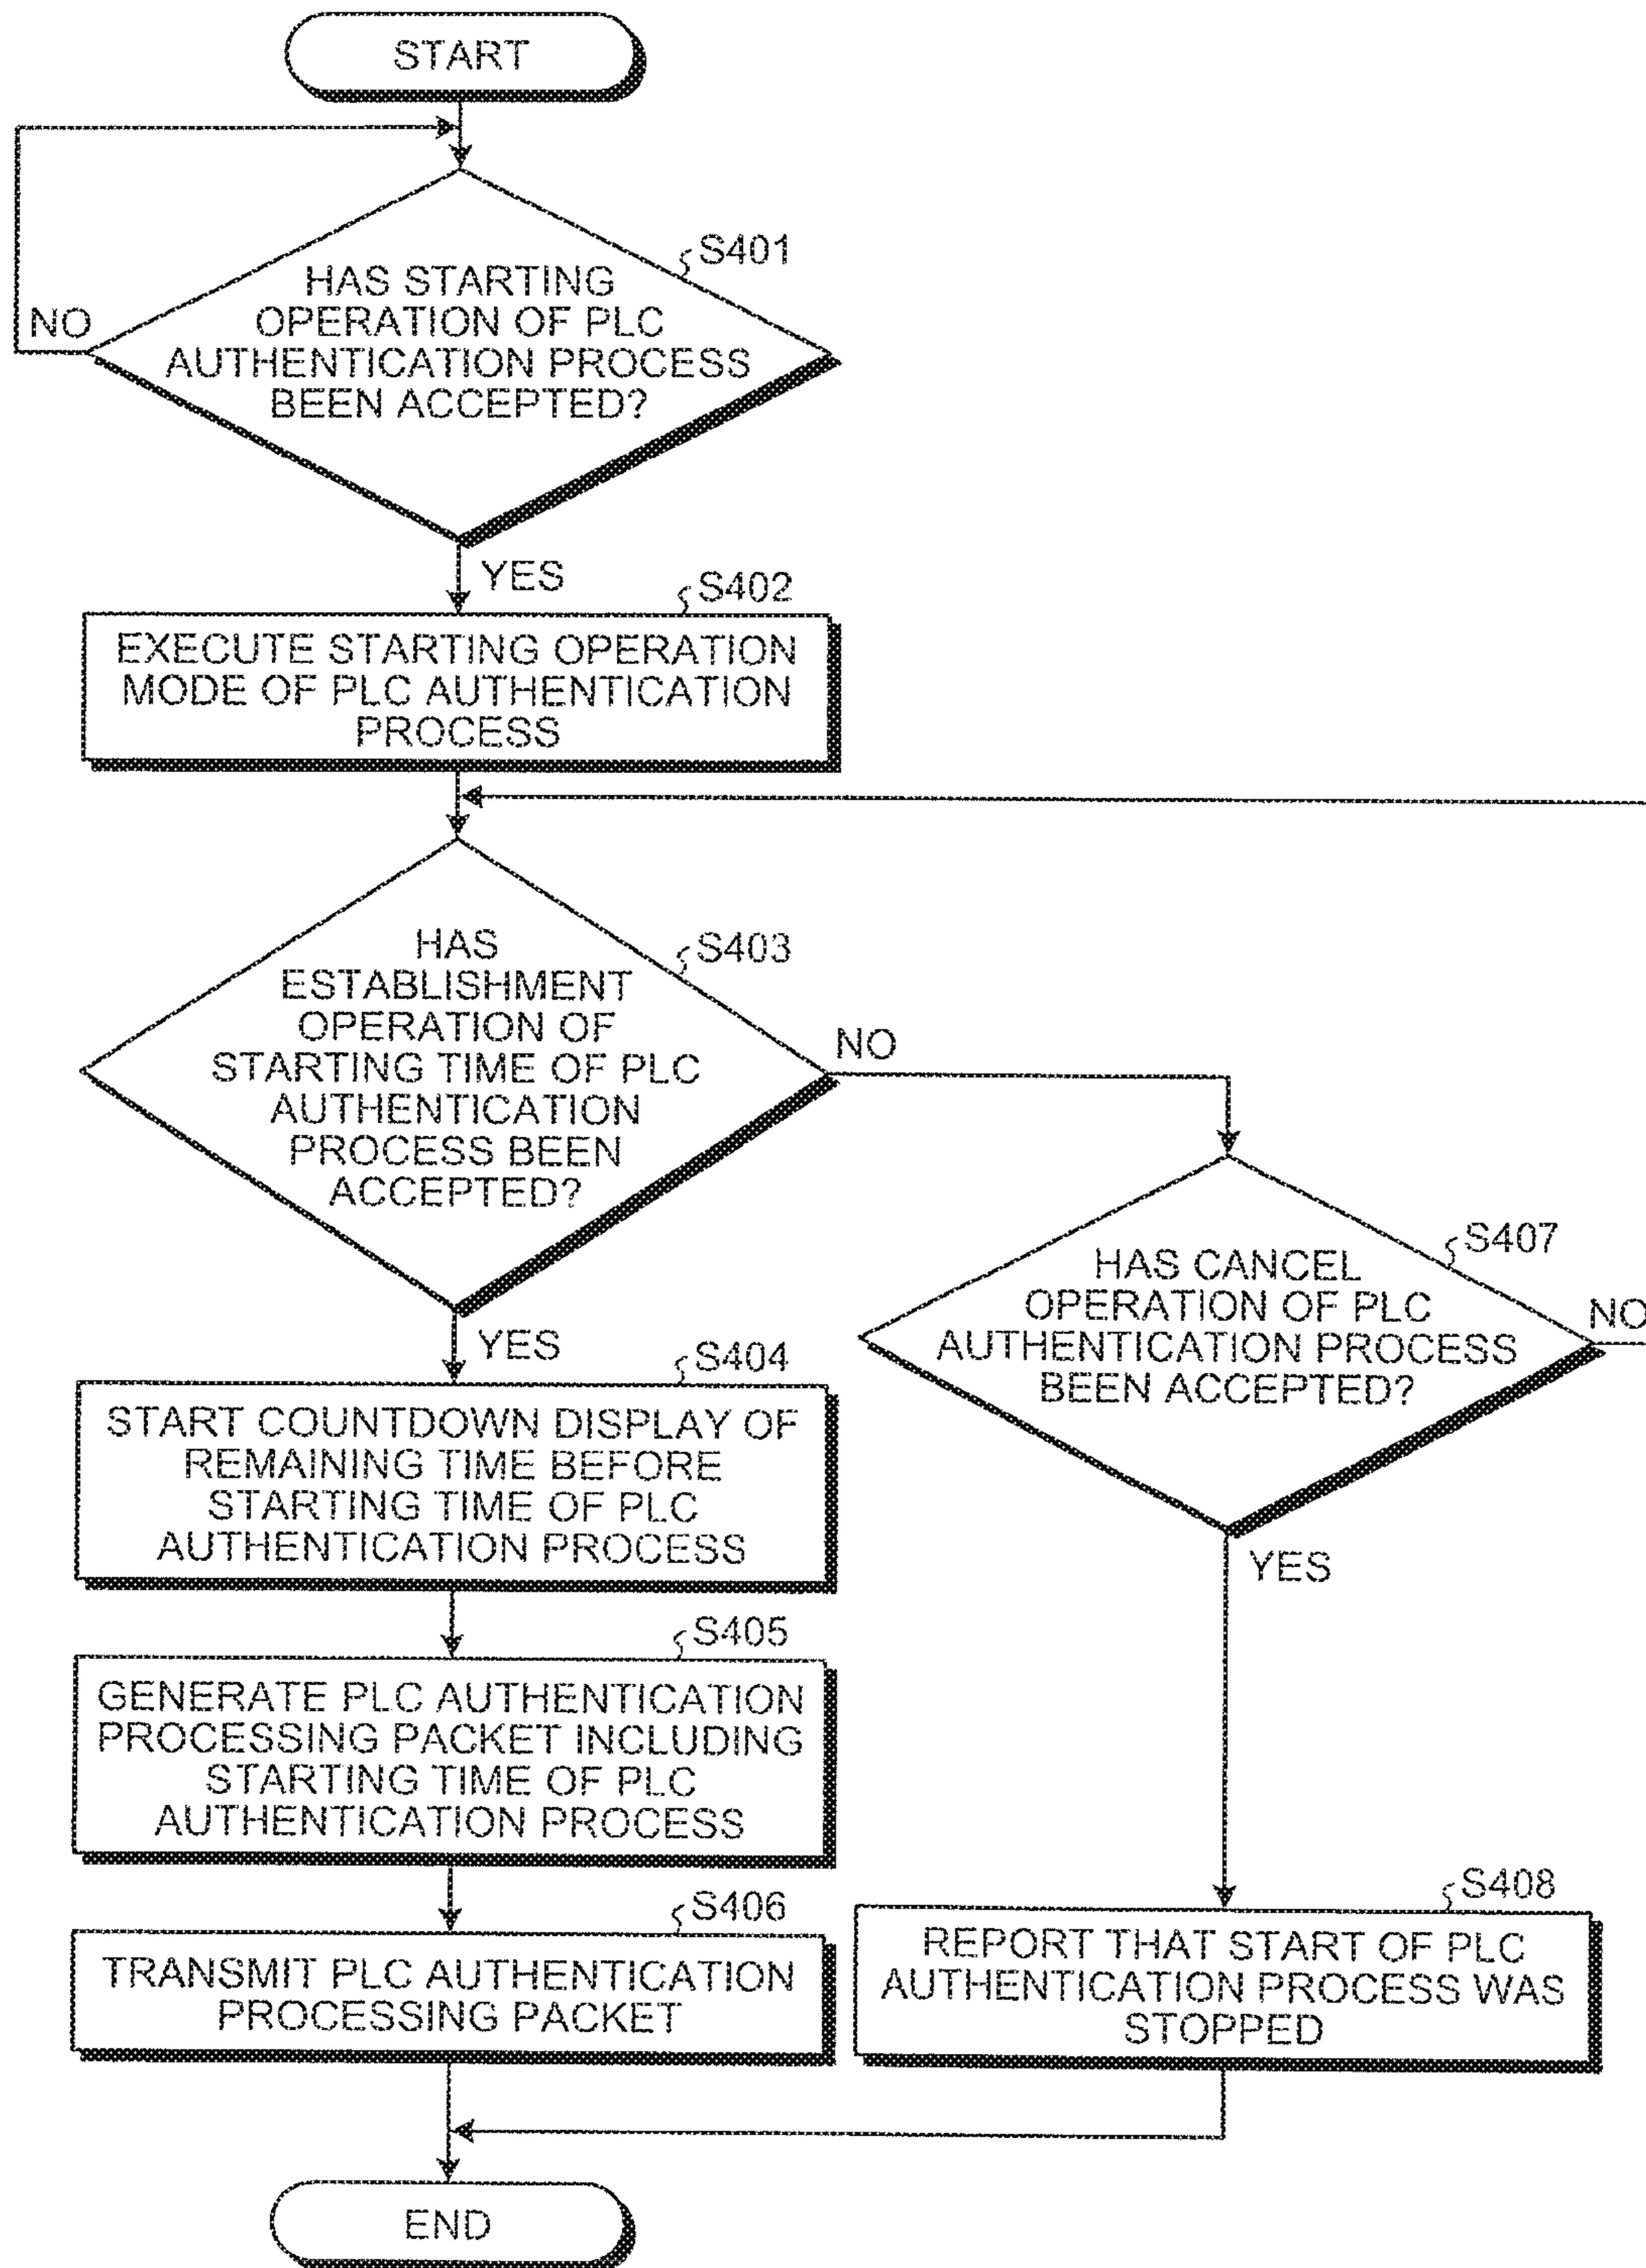 START
S401
HAS STARTING
OPERATION OF PLC
AUTHENTICATION PROCESS
BEEN ACCEPTED?
NO
YES
S402
EXECUTE STARTING OPERATION
MODE OF PLC AUTHENTICATION
PROCESS
S403
HAS
ESTABLISHMENT
OPERATION OF
STARTING TIME OF PLC
AUTHENTICATION
PROCESS BEEN
ACCEPTED?
NO
YES
S404
START COUNTDOWN DISPLAY OF
REMAINING TIME BEFORE
STARTING TIME OF PLC
AUTHENTICATION PROCESS
S405
GENERATE PLC AUTHENTICATION
PROCESSING PACKET INCLUDING
STARTING TIME OF PLC
AUTHENTICATION PROCESS
S406
TRANSMIT PLC AUTHENTICATION
PROCESSING PACKET
S407
HAS CANCEL
OPERATION OF PLC
AUTHENTICATION PROCESS
BEEN ACCEPTED?
NO
YES
S408
REPORT THAT START OF PLC
AUTHENTICATION PROCESS WAS
STOPPED
END